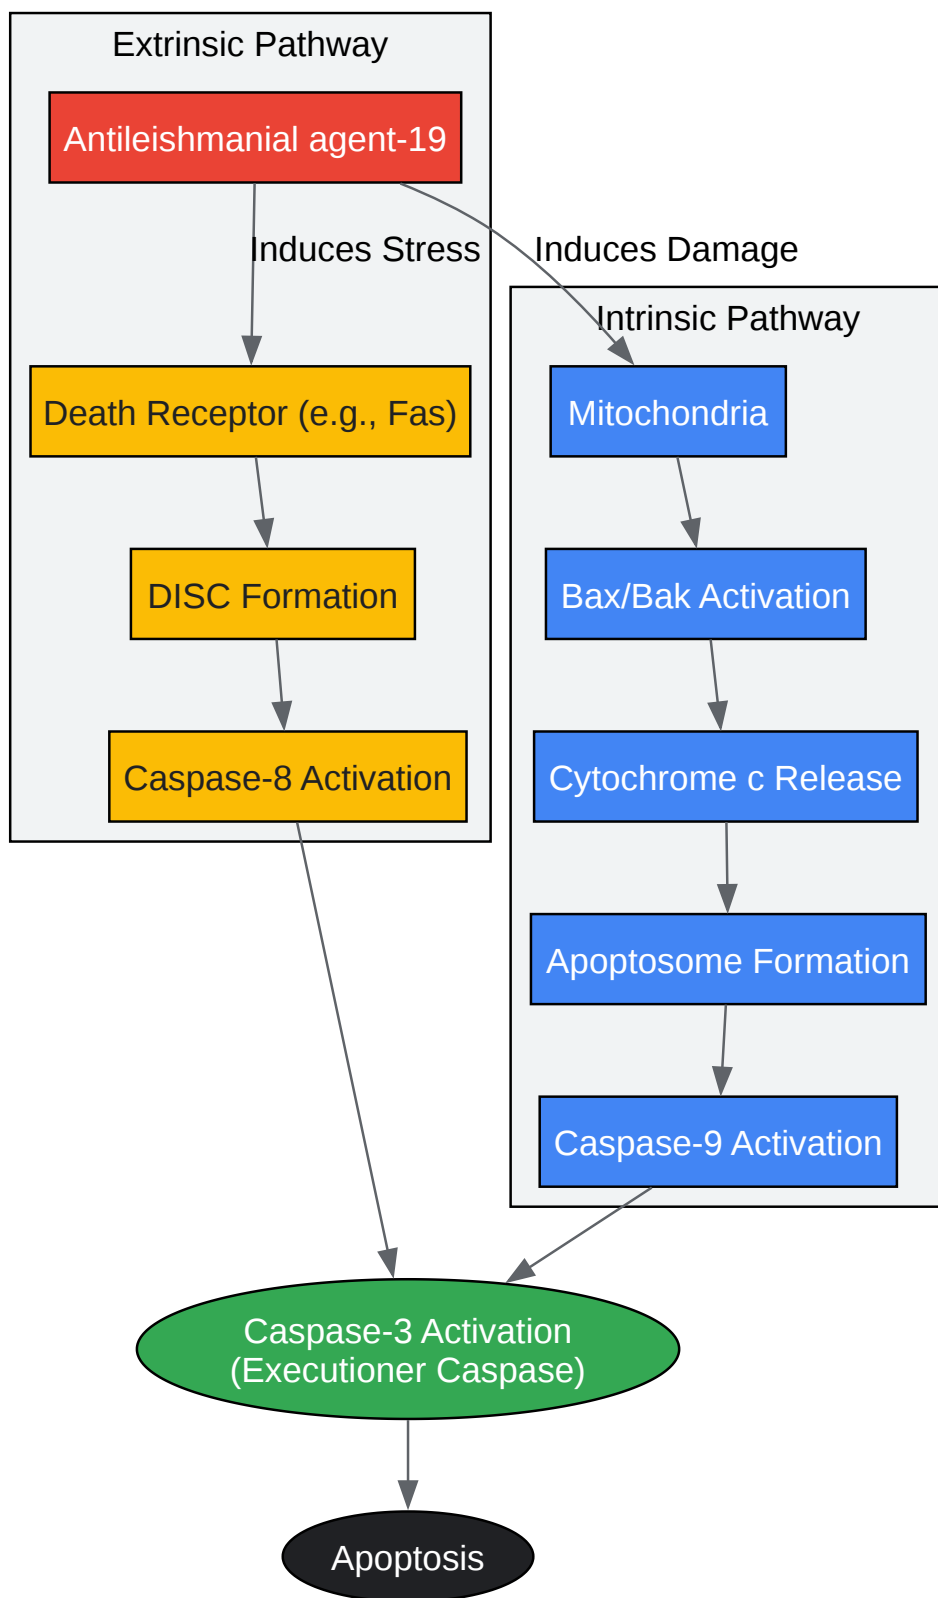 Extrinsic Pathway
Antileishmanial agent-19
Induces Stress
Induces Damage
Intrinsic Pathway
Death Receptor (e.g., Fas)
Mitochondria
DISC Formation
Bax/Bak Activation
Caspase-8 Activation
Cytochrome c Release
Apoptosome Formation
Caspase-9 Activation
Caspase-3 Activation
(Executioner Caspase)
Apoptosis